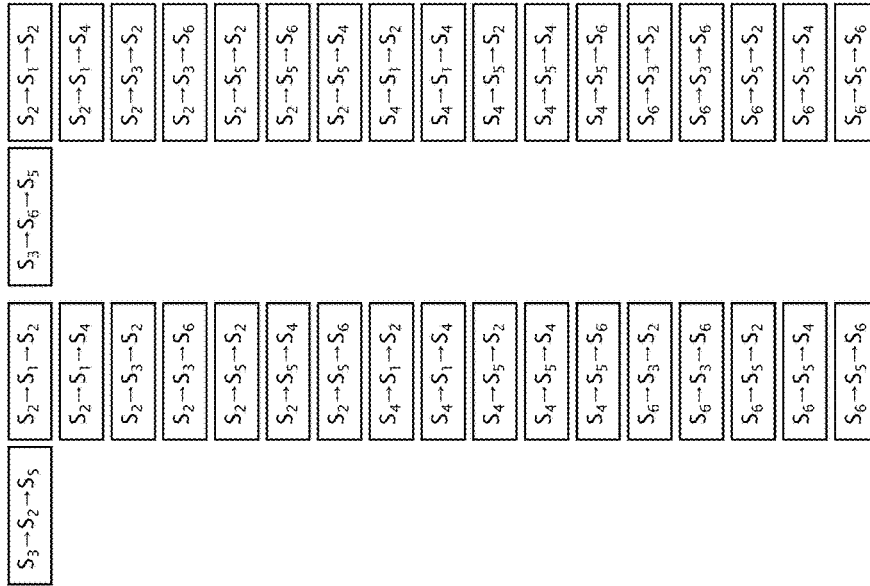 S₃→S₂→S₅
S₂→S₁→S₂
S₂→S₁→S₄
S₂→S₃→S₂
S₂→S₃→S₆
S₂→S₅→S₂
S₂→S₅→S₄
S₂→S₅→S₆
S₄→S₁→S₂
S₄→S₁→S₄
S₄→S₅→S₂
S₄→S₅→S₄
S₄→S₅→S₆
S₆→S₃→S₂
S₆→S₃→S₆
S₆→S₅→S₂
S₆→S₅→S₄
S₆→S₅→S₆
S₃→S₆→S₅
S₂→S₁→S₂
S₂→S₁→S₄
S₂→S₃→S₂
S₂→S₃→S₆
S₂→S₅→S₂
S₂→S₅→S₆
S₂→S₅→S₄
S₄→S₁→S₂
S₄→S₁→S₄
S₄→S₅→S₂
S₄→S₅→S₄
S₄→S₅→S₆
S₆→S₃→S₂
S₆→S₃→S₆
S₆→S₅→S₂
S₆→S₅→S₄
S₆→S₅→S₆